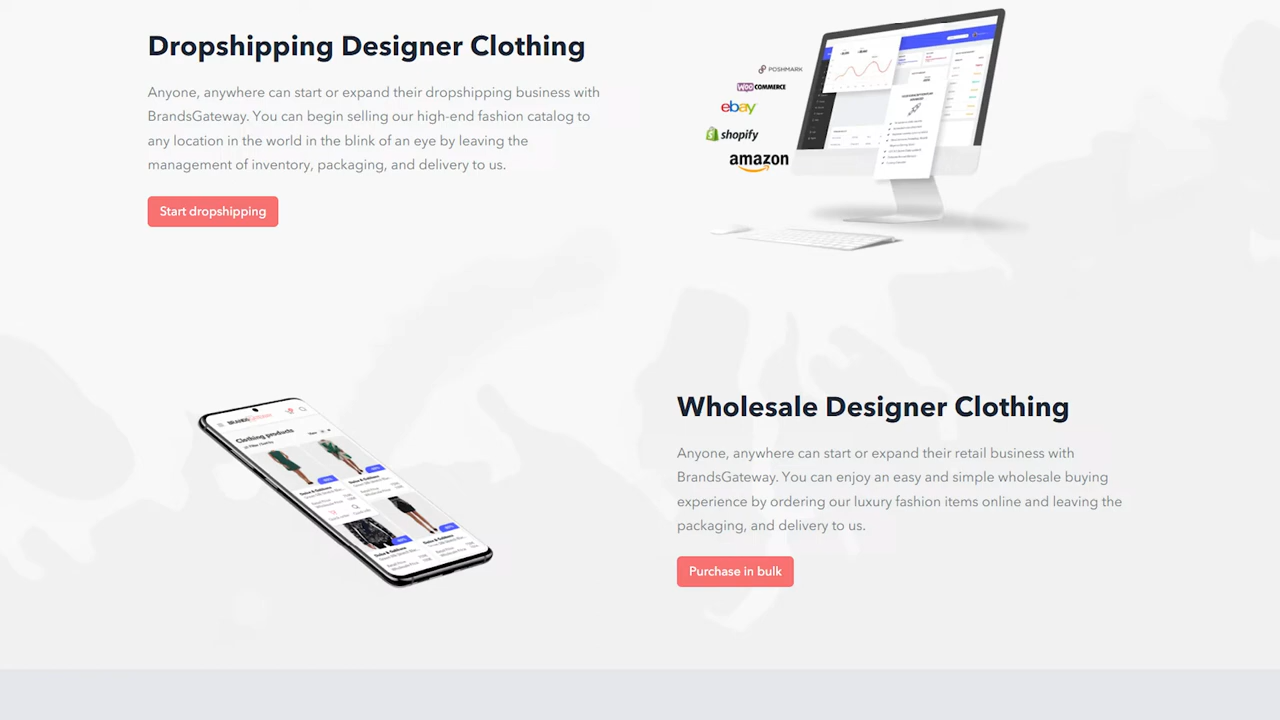 Dropshipping Designer Clothing
Anyone, anywhere can start or expand their dropshipping business with
BrandsGateway. You can begin selling our high-end fashion catalog to
any buyer in the world in the blink of an eye by leaving the
management of inventory, packaging, and delivery to us.
Start dropshipping
POSHMARK
WOO COMMERCE
ebay
shopify
amazon
Clothing products
Wholesale Designer Clothing
Anyone, anywhere can start or expand their retail business with
BrandsGateway. You can enjoy an easy and simple wholesale buying
experience by ordering our luxury fashion items online and leaving the
packaging, and delivery to us.
Purchase in bulk